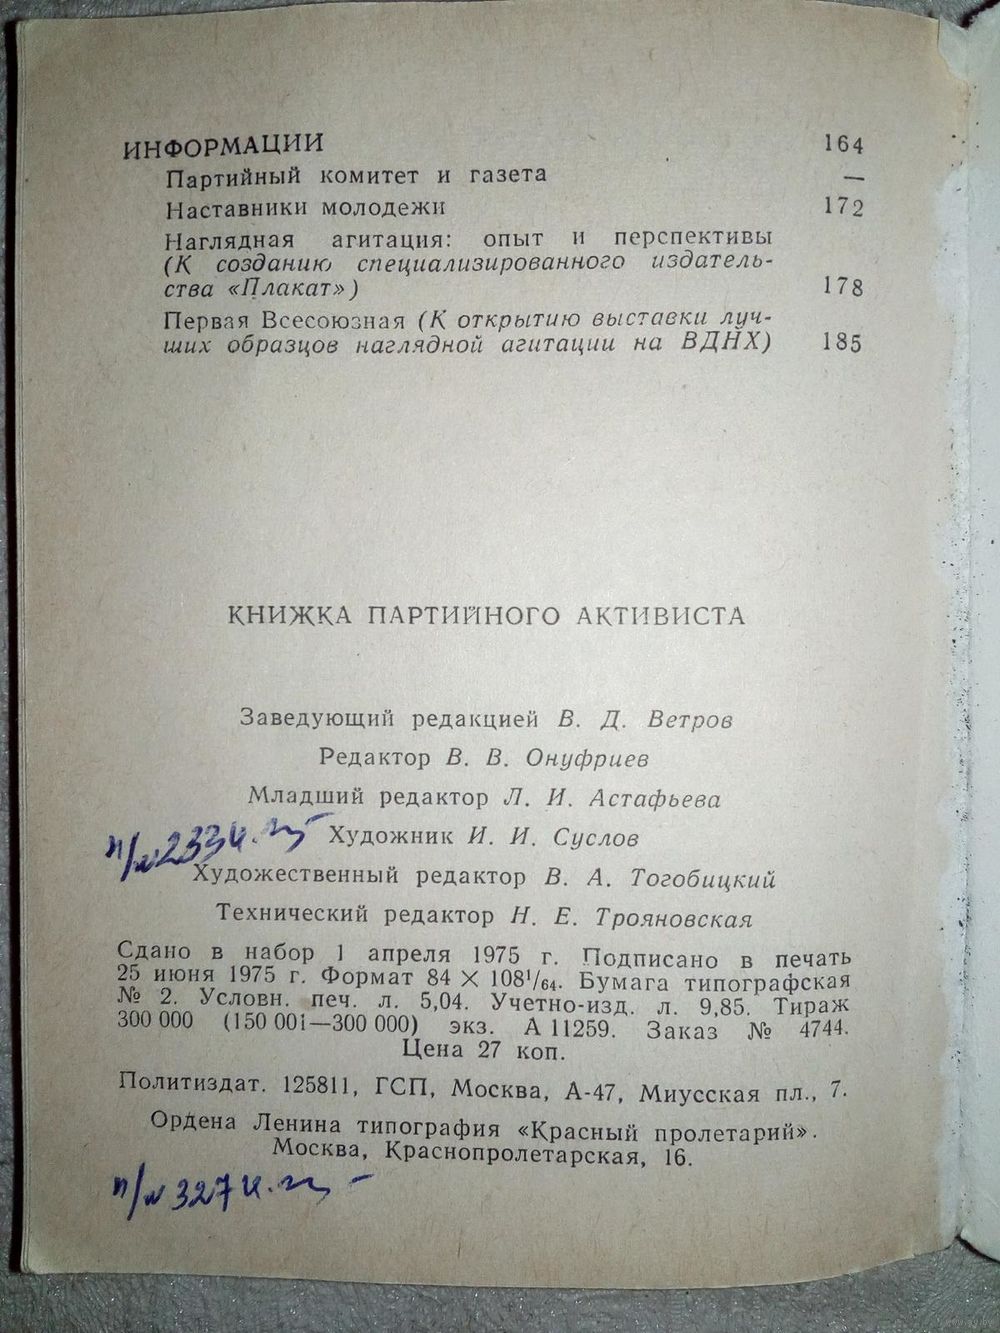 ИНФОРМАЦИИ 164
Партийный комитет и газета —
Наставники молодежи 172
Наглядная агитация: опыт и перспективы
(К созданию специализированного издатель-
ства «Плакат») 178
Первая Всесоюзная (К открытию выставки луч-
ших образцов наглядной агитации на ВДНХ) 185
КНИЖКА ПАРТИЙНОГО АКТИВИСТА
Заведующий редакцией В. Д. Ветров
Редактор В. В. Онуфриев
Младший редактор Л. И. Астафьева
Художник И. И. Суслов
Художественный редактор В. А. Тогобицкий
Технический редактор Н. Е. Трояновская
Сдано в набор 1 апреля 1975 г. Подписано в печать
25 июня 1975 г. Формат 84 × 108¹/₆₄. Бумага типографская
№ 2. Условн. печ. л. 5,04. Учетно-изд. л. 9,85. Тираж
300 000 (150 001—300 000) экз. А 11259. Заказ № 4744.
Цена 27 коп.
Политиздат. 125811, ГСП, Москва, А-47, Миусская пл., 7.
Ордена Ленина типография «Красный пролетарий».
Москва, Краснопролетарская, 16.